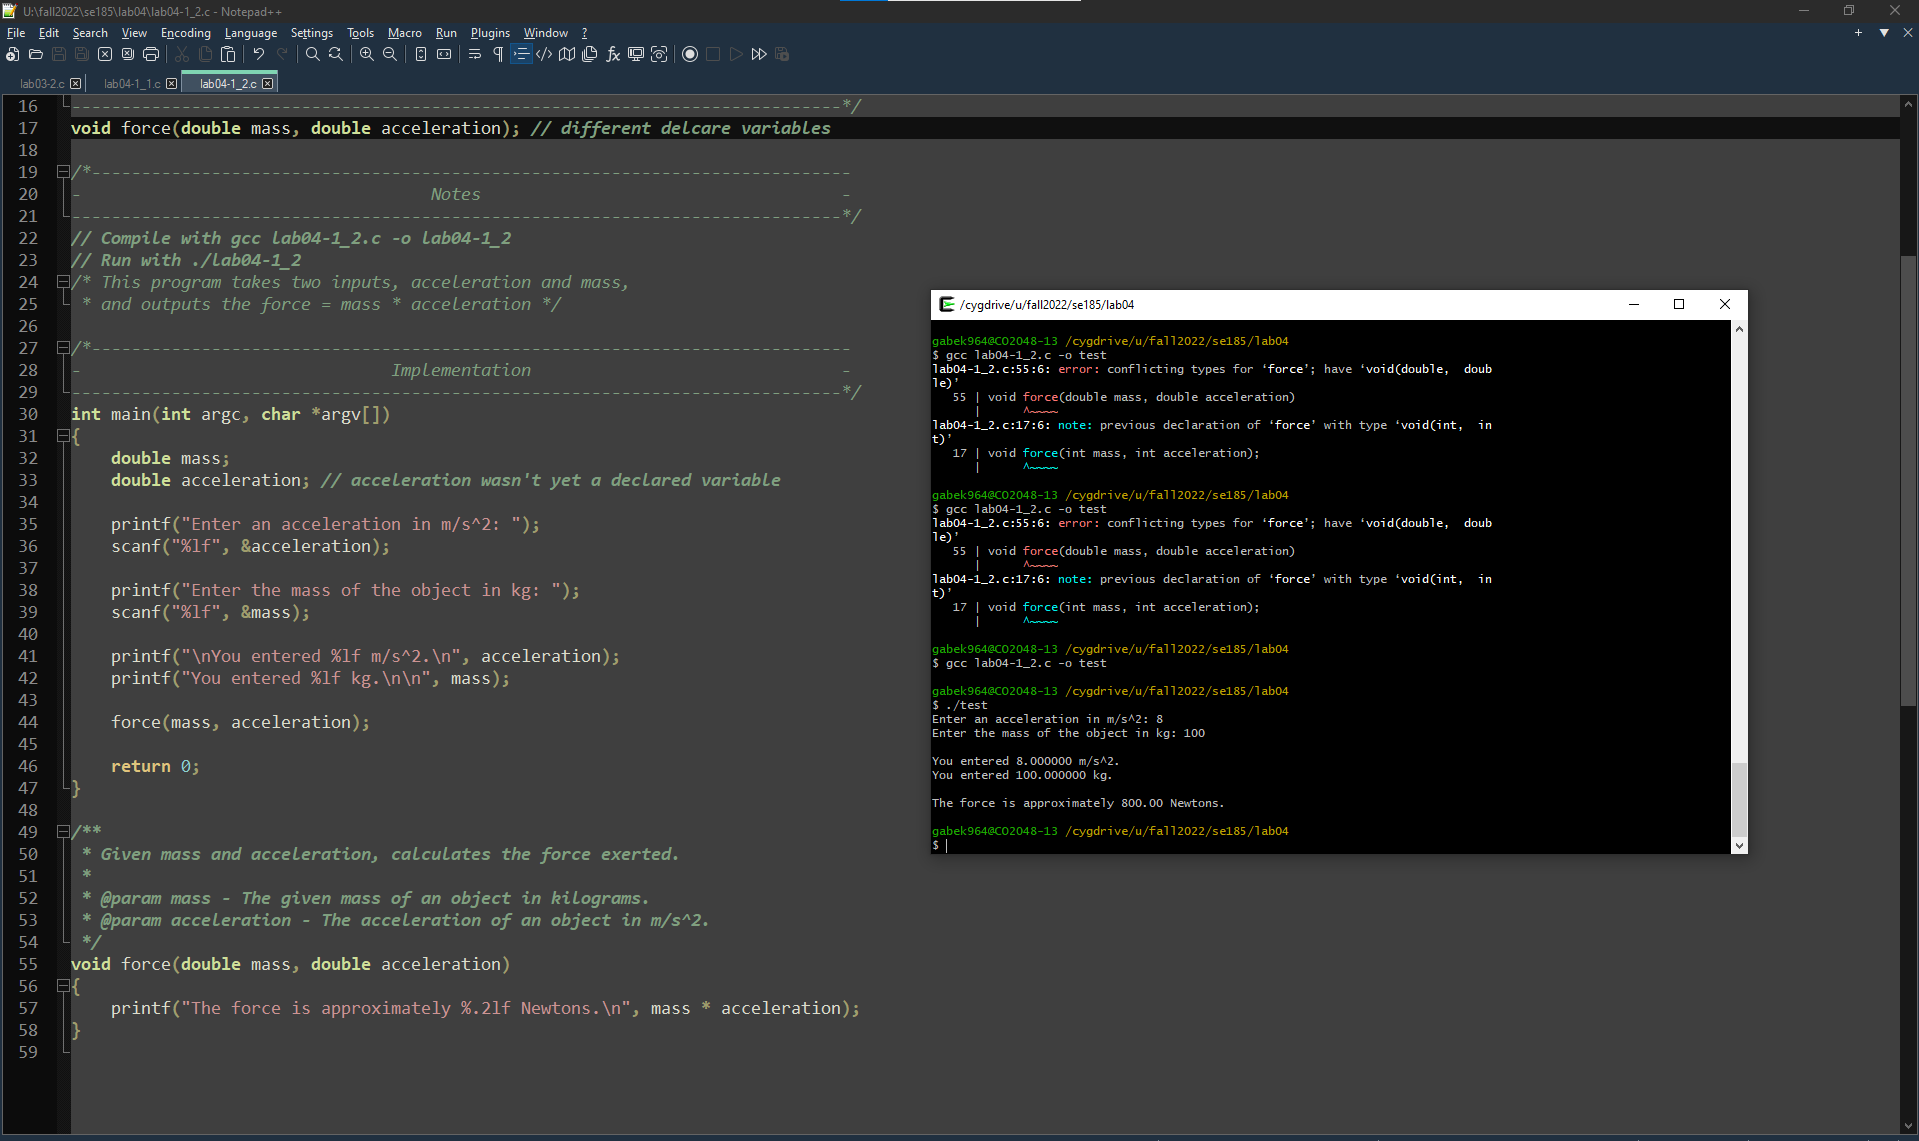 U:\fall2022\se185\lab04\lab04-1_2.c - Notepad++
File Edit Search View Encoding Language Settings Tools Macro Run Plugins Window ?
lab03-2.c lab04-1_1.c lab04-1_2.c
16 -----------------------------------------------------------------------------*/
17 void force(double mass, double acceleration); // different delcare variables
18
19 /*----------------------------------------------------------------------------
20 - Notes -
21 -----------------------------------------------------------------------------*/
22 // Compile with gcc lab04-1_2.c -o lab04-1_2
23 // Run with ./lab04-1_2
24 /* This program takes two inputs, acceleration and mass,
25 * and outputs the force = mass * acceleration */
26
27 /*----------------------------------------------------------------------------
28 - Implementation -
29 -----------------------------------------------------------------------------*/
30 int main(int argc, char *argv[])
31 {
32 double mass;
33 double acceleration; // acceleration wasn't yet a declared variable
34
35 printf("Enter an acceleration in m/s^2: ");
36 scanf("%lf", &acceleration);
37
38 printf("Enter the mass of the object in kg: ");
39 scanf("%lf", &mass);
40
41 printf("\nYou entered %lf m/s^2.\n", acceleration);
42 printf("You entered %lf kg.\n\n", mass);
43
44 force(mass, acceleration);
45
46 return 0;
47 }
48
49 /**
50 * Given mass and acceleration, calculates the force exerted.
51 *
52 * @param mass - The given mass of an object in kilograms.
53 * @param acceleration - The acceleration of an object in m/s^2.
54 */
55 void force(double mass, double acceleration)
56 {
57 printf("The force is approximately %.2lf Newtons.\n", mass * acceleration);
58 }
59
/cygdrive/u/fall2022/se185/lab04
gabek964@CO2048-13 /cygdrive/u/fall2022/se185/lab04
$ gcc lab04-1_2.c -o test
lab04-1_2.c:55:6: error: conflicting types for ‘force’; have ‘void(double, doub
le)’
55 | void force(double mass, double acceleration)
| ^~~~~
lab04-1_2.c:17:6: note: previous declaration of ‘force’ with type ‘void(int, in
t)’
17 | void force(int mass, int acceleration);
| ^~~~~
gabek964@CO2048-13 /cygdrive/u/fall2022/se185/lab04
$ gcc lab04-1_2.c -o test
lab04-1_2.c:55:6: error: conflicting types for ‘force’; have ‘void(double, doub
le)’
55 | void force(double mass, double acceleration)
| ^~~~~
lab04-1_2.c:17:6: note: previous declaration of ‘force’ with type ‘void(int, in
t)’
17 | void force(int mass, int acceleration);
| ^~~~~
gabek964@CO2048-13 /cygdrive/u/fall2022/se185/lab04
$ gcc lab04-1_2.c -o test
gabek964@CO2048-13 /cygdrive/u/fall2022/se185/lab04
$ ./test
Enter an acceleration in m/s^2: 8
Enter the mass of the object in kg: 100
You entered 8.000000 m/s^2.
You entered 100.000000 kg.
The force is approximately 800.00 Newtons.
gabek964@CO2048-13 /cygdrive/u/fall2022/se185/lab04
$